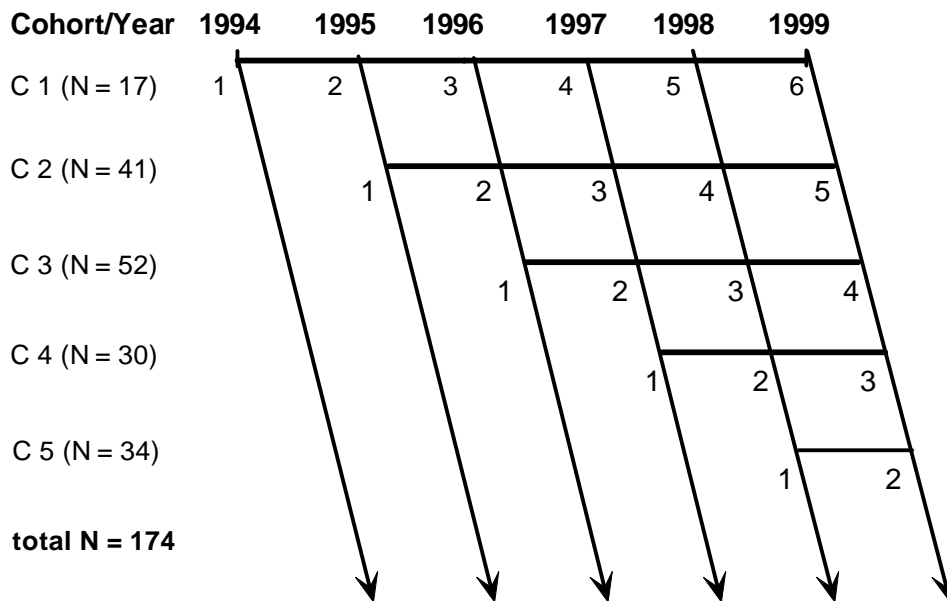 Cohort/Year 1994 1995 1996 1997 1998 1999
C 1 (N = 17) 1 2 3 4 5 6
C 2 (N = 41) 1 2 3 4 5
C 3 (N = 52) 1 2 3 4
C 4 (N = 30) 1 2 3
C 5 (N = 34) 1 2
total N = 174